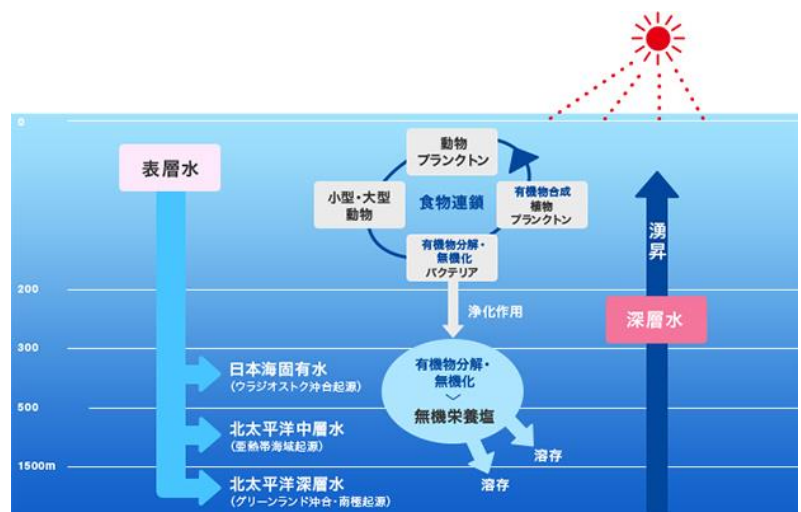 0
表層水
動物
プランクトン
小型・大型
動物
食物連鎖
有機物合成
植物
プランクトン
有機物分解・
無機化
バクテリア
湧昇
200
浄化作用
深層水
300
日本海固有水
(ウラジオストク沖合起源)
有機物分解・
無機化
無機栄養塩
500
北太平洋中層水
(亜熱帯海域起源)
溶存
1500m
北太平洋深層水
(グリーンランド沖合・南極起源)
溶存